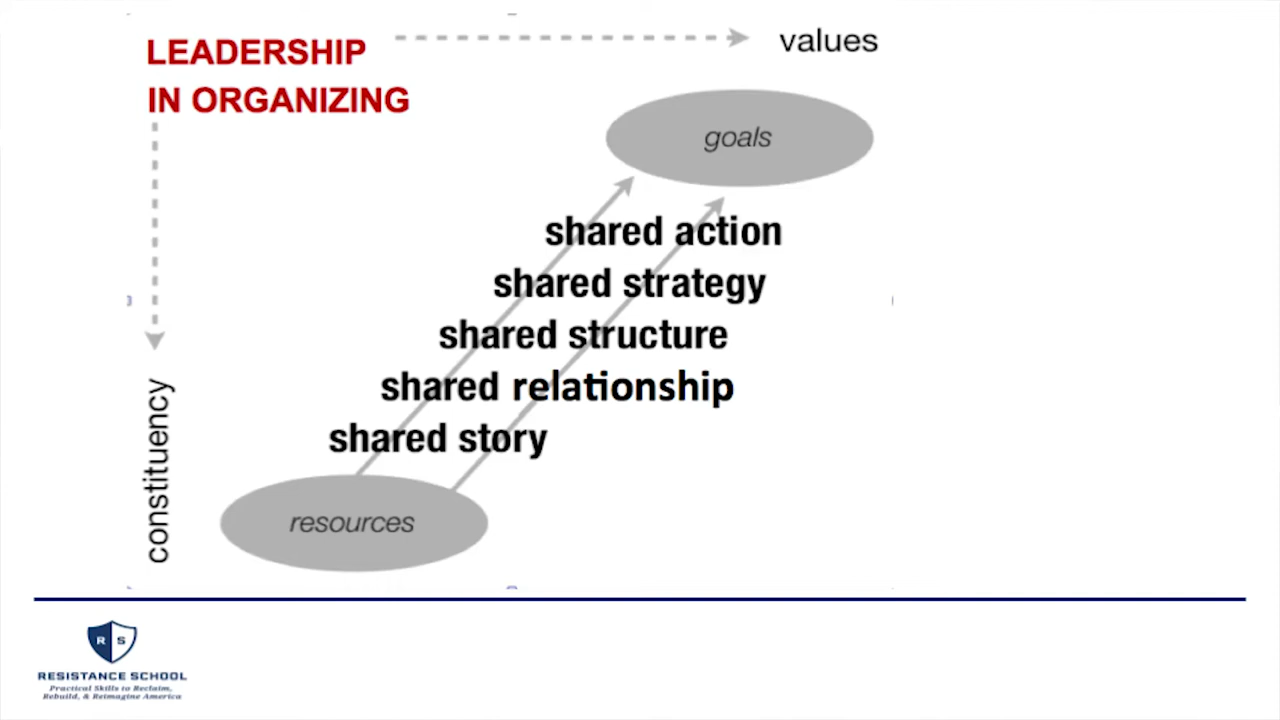 LEADERSHIP
IN ORGANIZING
values
goals
shared action
shared strategy
shared structure
shared relationship
shared story
constituency
resources
R S
RESISTANCE SCHOOL
Practical Skills to Reclaim,
Rebuild, & Reimagine America